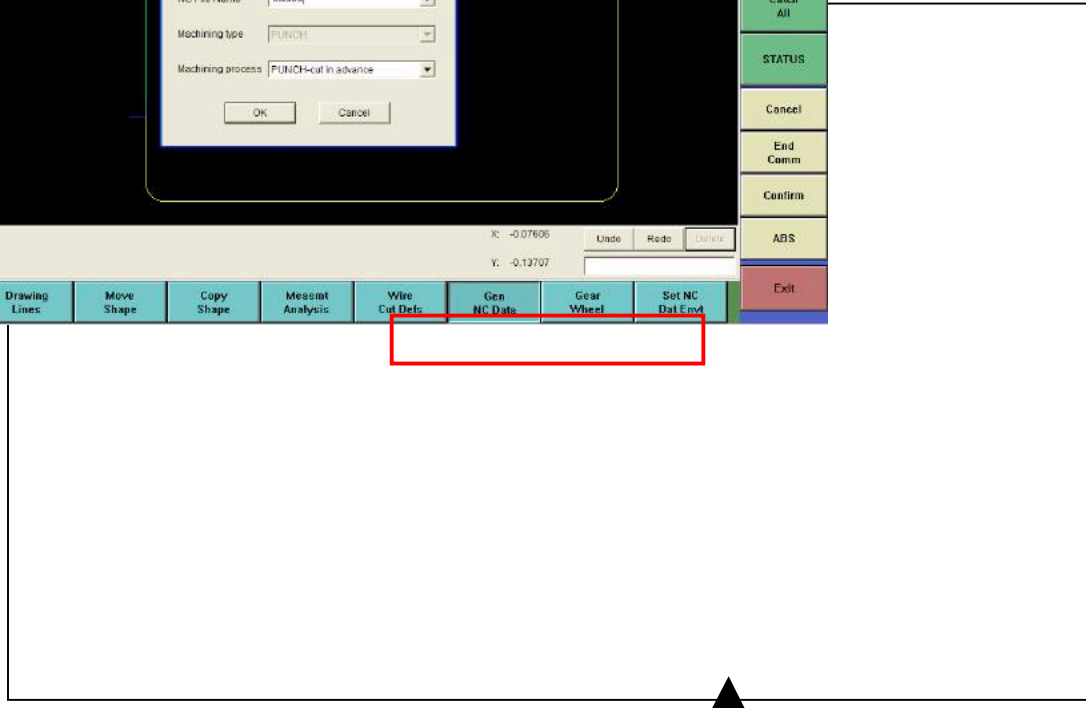 All
Machining type PUNCH
STATUS
Machining process PUNCH-cut in advance
OK Cancel
Cancel
End
Comm
Confirm
X: -0.07606
Undo Redo Delete
ABS
Y: -0.13707
Exit
Drawing
Lines
Move
Shape
Copy
Shape
Measmt
Analysis
Wire
Cut Defs
Gen
NC Data
Gear
Wheel
Set NC
Dat Envt